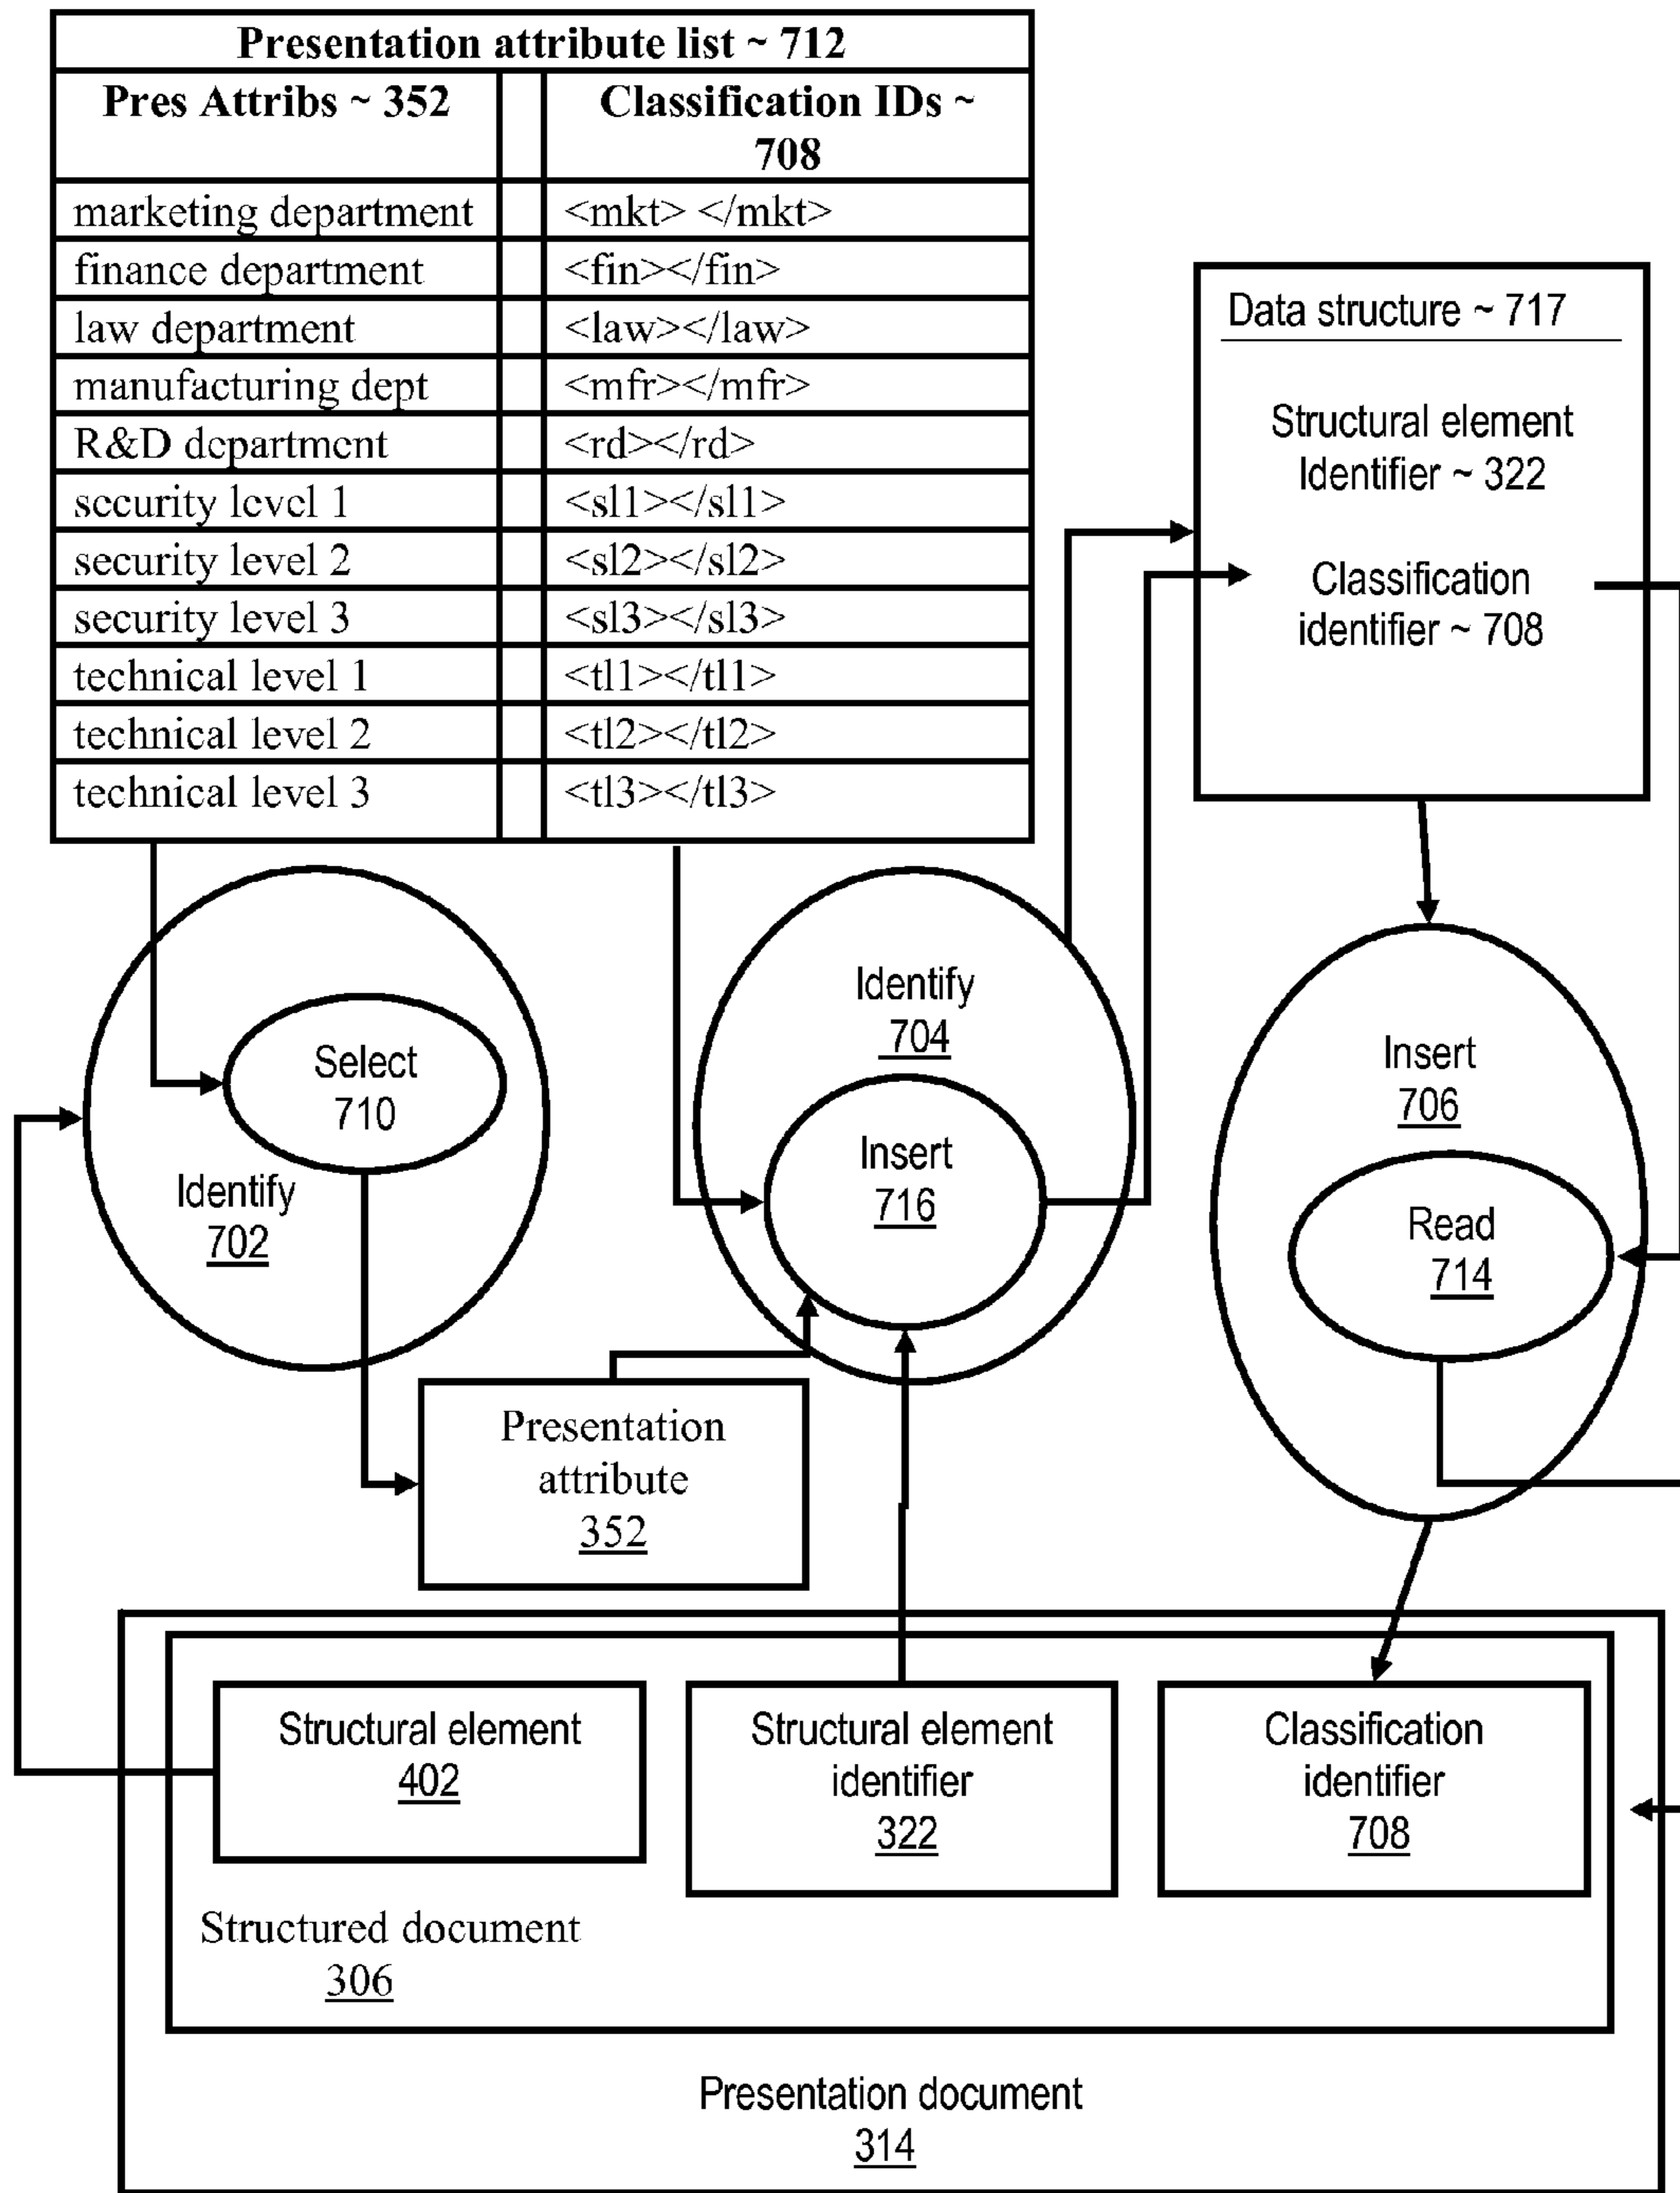 Presentation attribute list ~ 712
Pres Attribs ~ 352
Classification IDs ~
708
marketing department <mkt> </mkt>
finance department <fin></fin>
law department <law></law>
manufacturing dept <mfr></mfr>
R&D department <rd></rd>
security level 1 <sl1></sl1>
security level 2 <sl2></sl2>
security level 3 <sl3></sl3>
technical level 1 <tl1></tl1>
technical level 2 <tl2></tl2>
technical level 3 <tl3></tl3>
Data structure ~ 717
Structural element
Identifier ~ 322
Classification
identifier ~ 708
Select
710
Identify
702
Identify
704
Insert
716
Insert
706
Read
714
Presentation
attribute
352
Structural element
402
Structural element
identifier
322
Classification
identifier
708
Structured document
306
Presentation document
314